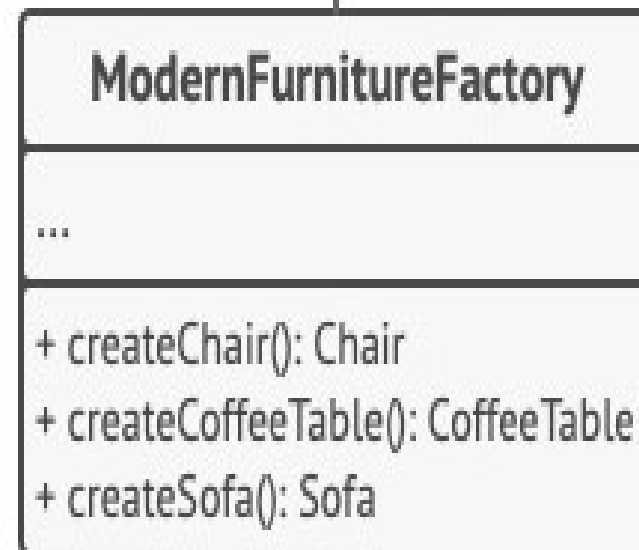 ModernFurnitureFactory
...
+ createChair(): Chair
+ createCoffeeTable(): CoffeeTable
+ createSofa(): Sofa